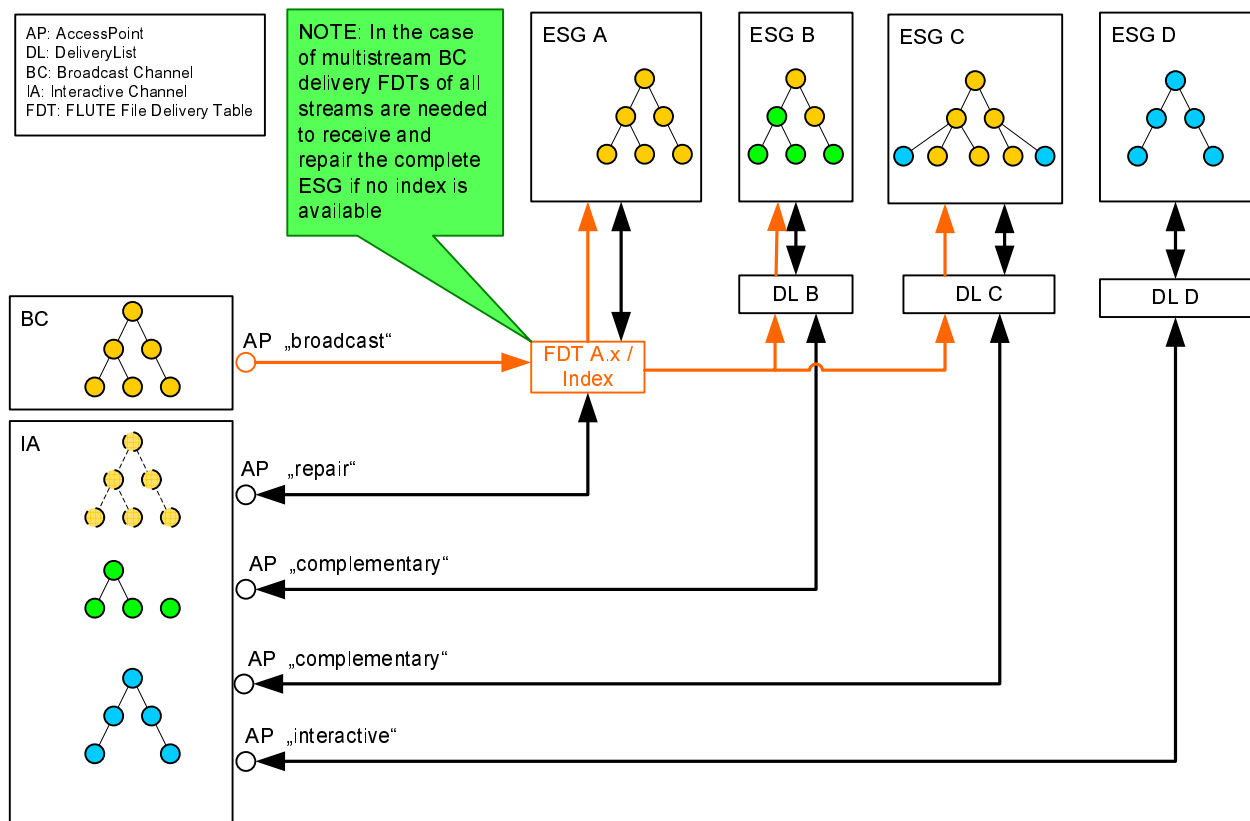 AP: AccessPoint
DL: DeliveryList
BC: Broadcast Channel
IA: Interactive Channel
FDT: FLUTE File Delivery Table
NOTE: In the case
of multistream BC
delivery FDTs of all
streams are needed
to receive and
repair the complete
ESG if no index is
available
ESG A
ESG B
ESG C
ESG D
DL B
DL C
DL D
BC
AP „broadcast“
FDT A.x /
Index
IA
AP „repair“
AP „complementary“
AP „complementary“
AP „interactive“